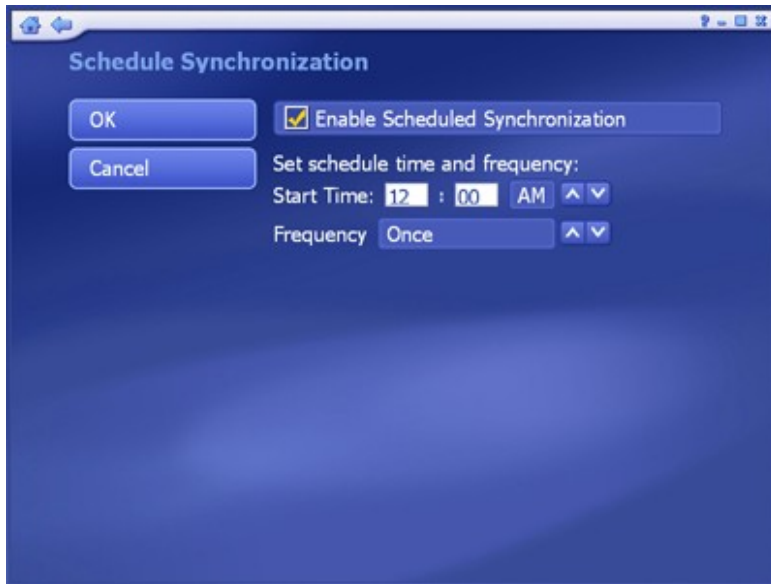 Schedule Synchronization
OK
Enable Scheduled Synchronization
Cancel
Set schedule time and frequency:
Start Time: 12 : 00 AM
Frequency Once